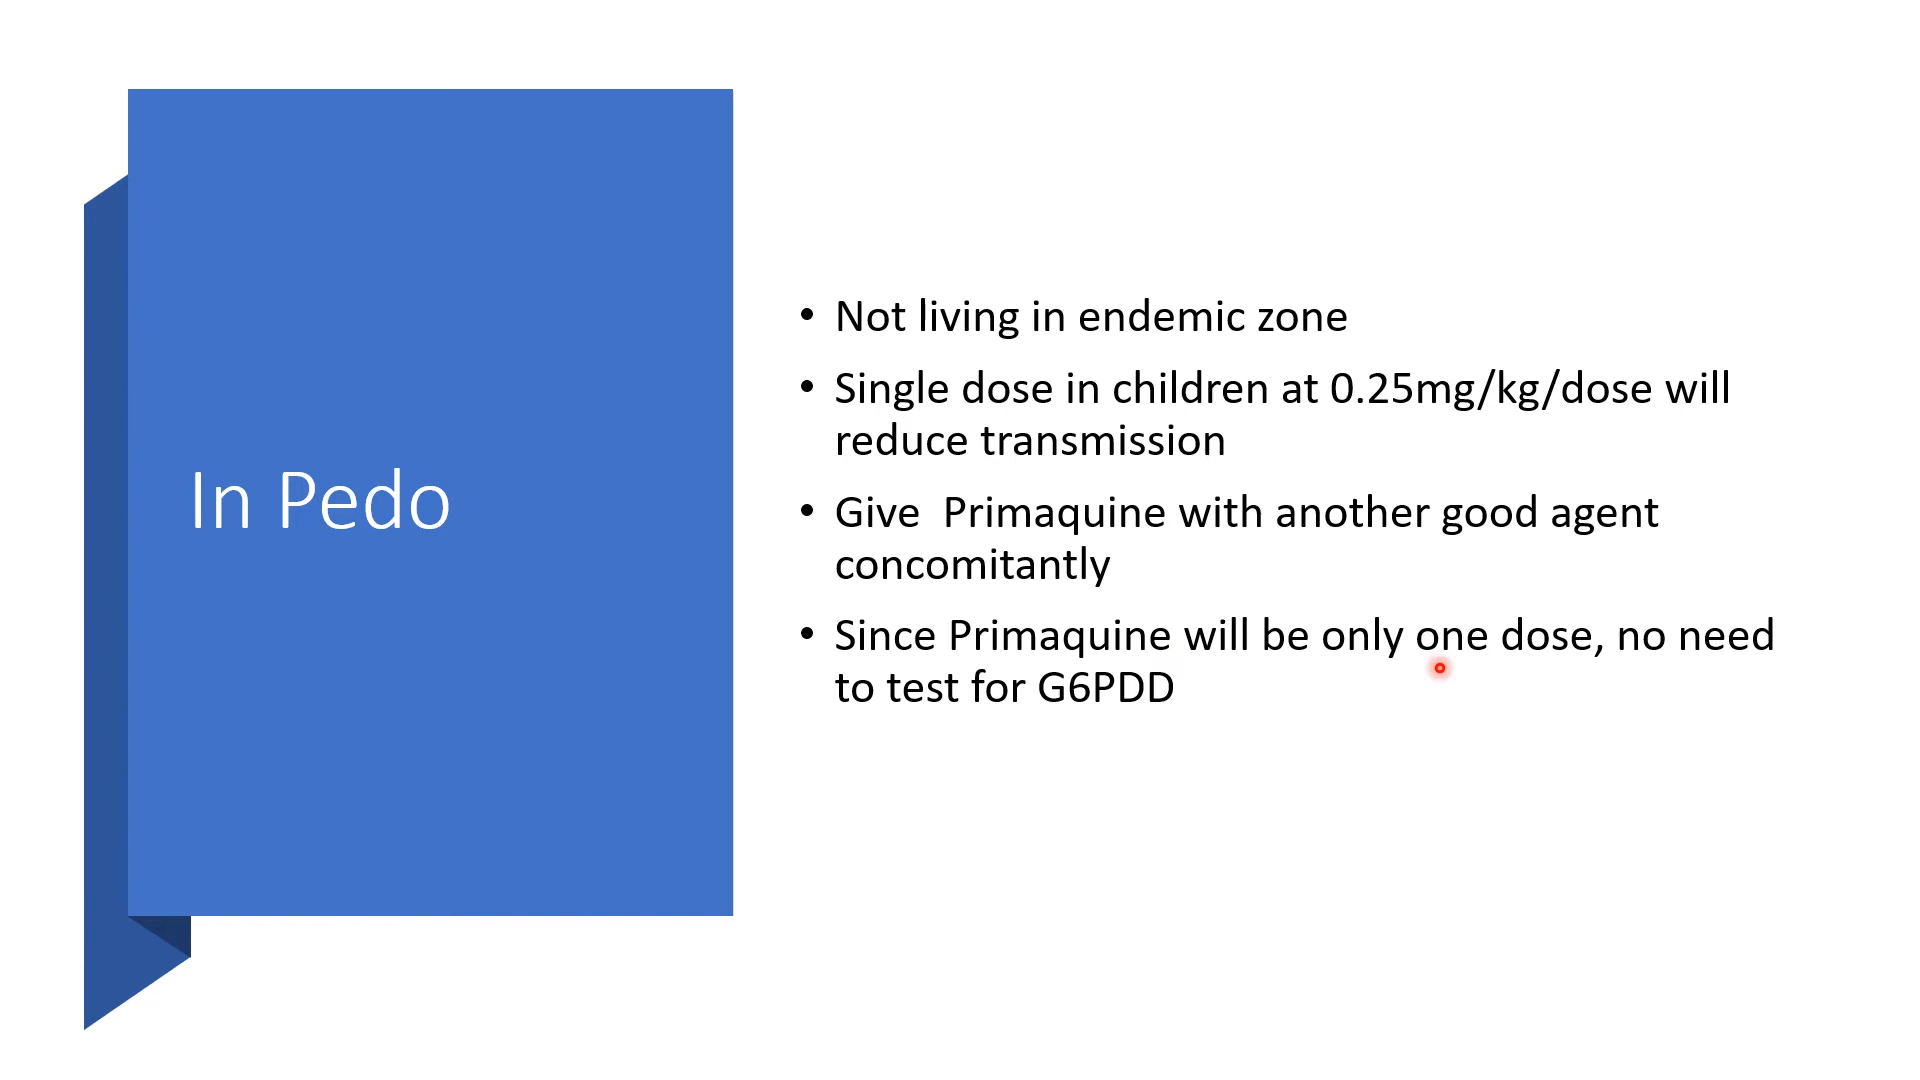 In Pedo
• Not living in endemic zone
• Single dose in children at 0.25mg/kg/dose will
reduce transmission
• Give  Primaquine with another good agent
concomitantly
• Since Primaquine will be only one dose, no need
to test for G6PDD